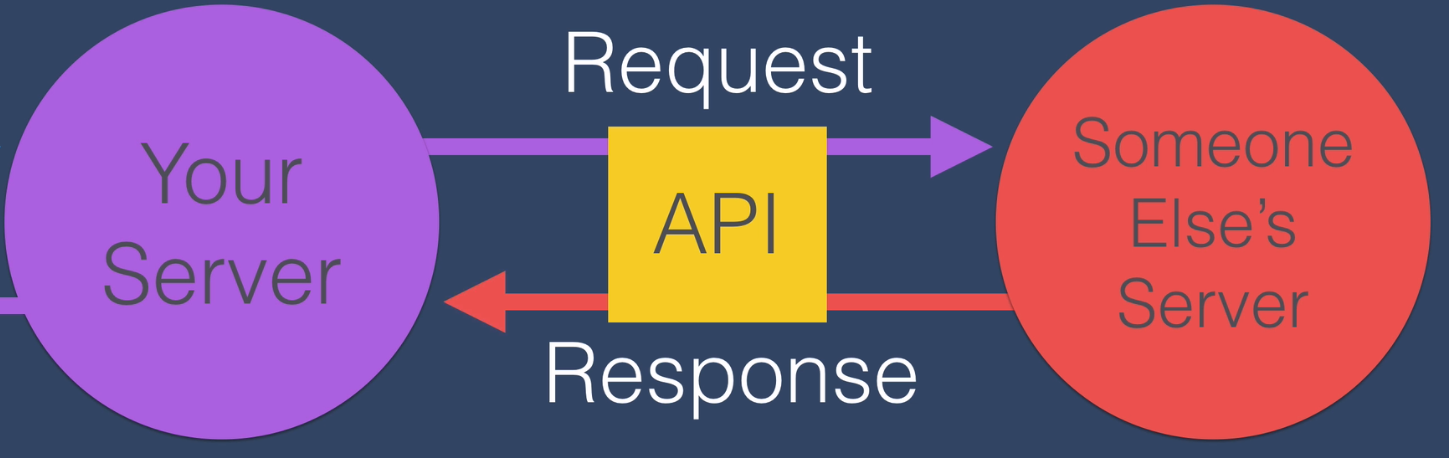 Request
Your
Server
API
Someone
Else’s
Server
Response